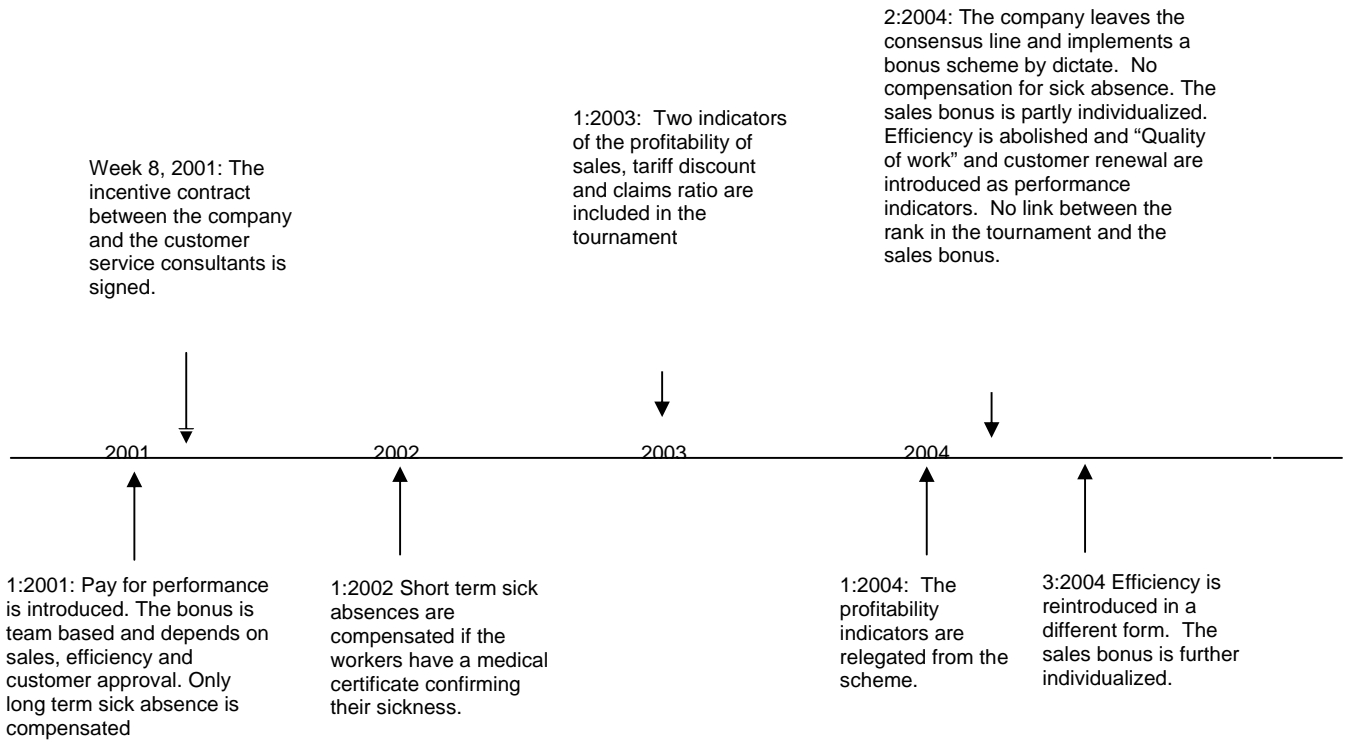 2:2004: The company leaves the
consensus line and implements a
bonus scheme by dictate.  No
compensation for sick absence. The
sales bonus is partly individualized.
Efficiency is abolished and “Quality
of work” and customer renewal are
introduced as performance
indicators.  No link between the
rank in the tournament and the
sales bonus.
1:2003:  Two indicators
of the profitability of
sales, tariff discount
and claims ratio are
included in the
tournament
Week 8, 2001: The
incentive contract
between the company
and the customer
service consultants is
signed.
2001 2002 2003 2004
1:2001: Pay for performance
is introduced. The bonus is
team based and depends on
sales, efficiency and
customer approval. Only
long term sick absence is
compensated
1:2002 Short term sick
absences are
compensated if the
workers have a medical
certificate confirming
their sickness.
1:2004:  The
profitability
indicators are
relegated from the
scheme.
3:2004 Efficiency is
reintroduced in a
different form.  The
sales bonus is further
individualized.